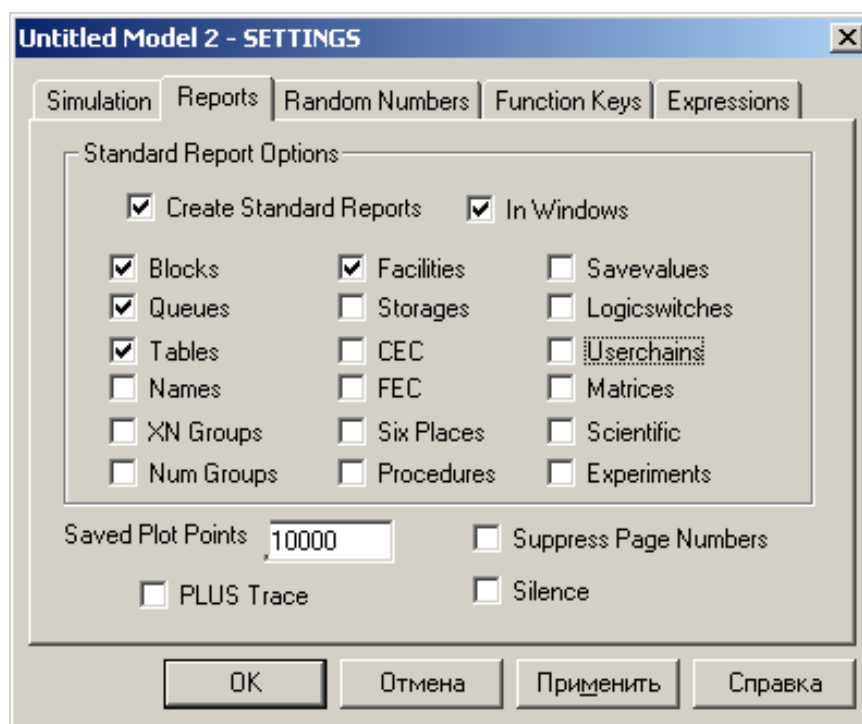 Untitled Model 2 - SETTINGS
Simulation Reports Random Numbers Function Keys Expressions
Standard Report Options
Create Standard Reports In Windows
Blocks Facilities Savevalues
Queues Storages Logicswitches
Tables CEC Userchains
Names FEC Matrices
XN Groups Six Places Scientific
Num Groups Procedures Experiments
Saved Plot Points 10000 Suppress Page Numbers
PLUS Trace Silence
OK Отмена Применить Справка